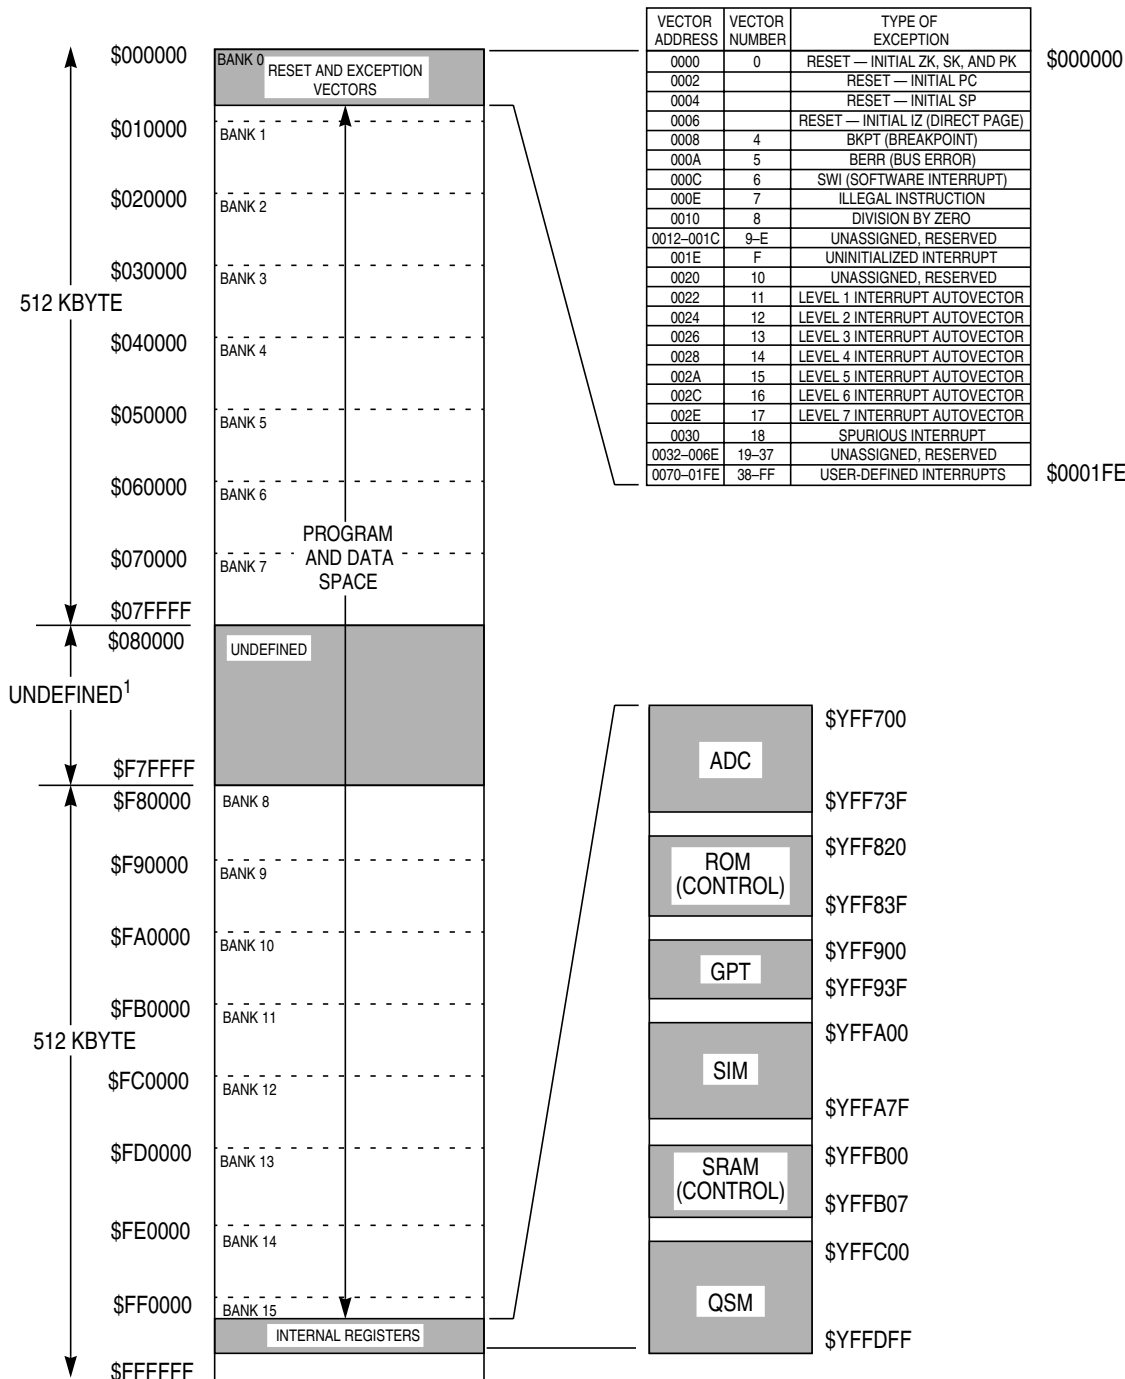 VECTOR ADDRESS VECTOR NUMBER TYPE OF EXCEPTION
0000 0 RESET — INITIAL ZK, SK, AND PK
0002 RESET — INITIAL PC
0004 RESET — INITIAL SP
0006 RESET — INITIAL IZ (DIRECT PAGE)
0008 4 BKPT (BREAKPOINT)
000A 5 BERR (BUS ERROR)
000C 6 SWI (SOFTWARE INTERRUPT)
000E 7 ILLEGAL INSTRUCTION
0010 8 DIVISION BY ZERO
0012–001C 9–E UNASSIGNED, RESERVED
001E F UNINITIALIZED INTERRUPT
0020 10 UNASSIGNED, RESERVED
0022 11 LEVEL 1 INTERRUPT AUTOVECTOR
0024 12 LEVEL 2 INTERRUPT AUTOVECTOR
0026 13 LEVEL 3 INTERRUPT AUTOVECTOR
0028 14 LEVEL 4 INTERRUPT AUTOVECTOR
002A 15 LEVEL 5 INTERRUPT AUTOVECTOR
002C 16 LEVEL 6 INTERRUPT AUTOVECTOR
002E 17 LEVEL 7 INTERRUPT AUTOVECTOR
0030 18 SPURIOUS INTERRUPT
0032–006E 19–37 UNASSIGNED, RESERVED
0070–01FE 38–FF USER-DEFINED INTERRUPTS
$000000
$0001FE
$000000
BANK 0
RESET AND EXCEPTION
VECTORS
$010000
BANK 1
$020000
BANK 2
$030000
BANK 3
512 KBYTE
$040000
BANK 4
$050000
BANK 5
$060000
BANK 6
PROGRAM
AND DATA
SPACE
$070000
BANK 7
$07FFFF
$080000
UNDEFINED
UNDEFINED1
$F7FFFF
$F80000
BANK 8
$F90000
BANK 9
$FA0000
BANK 10
$FB0000
BANK 11
512 KBYTE
$FC0000
BANK 12
$FD0000
BANK 13
$FE0000
BANK 14
$FF0000
BANK 15
INTERNAL REGISTERS
$FFFFFF
$YFF700
ADC
$YFF73F
$YFF820
ROM
(CONTROL)
$YFF83F
$YFF900
GPT
$YFF93F
$YFFA00
SIM
$YFFA7F
$YFFB00
SRAM
(CONTROL)
$YFFB07
$YFFC00
QSM
$YFFDFF